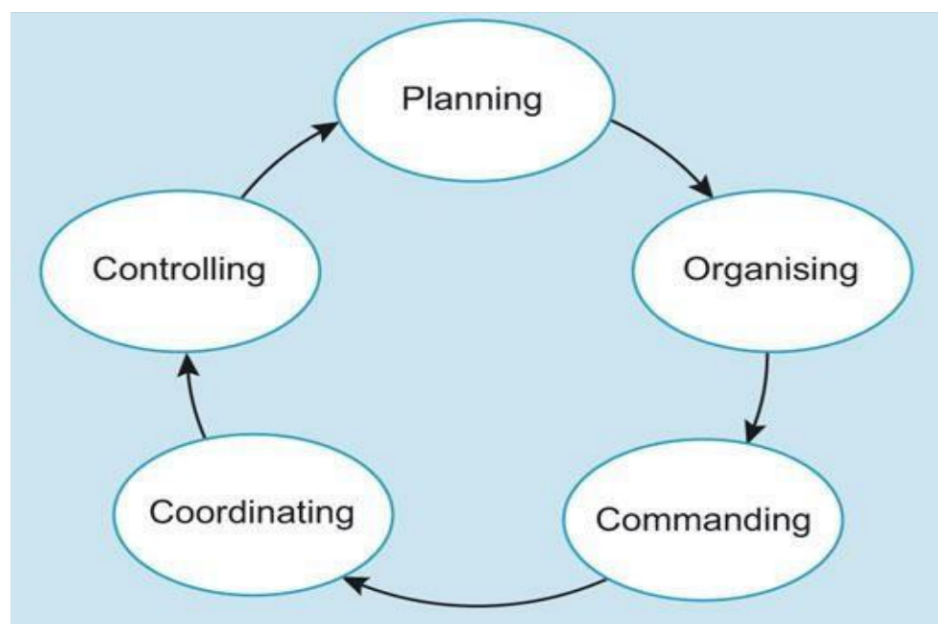 Planning
Organising
Commanding
Coordinating
Controlling